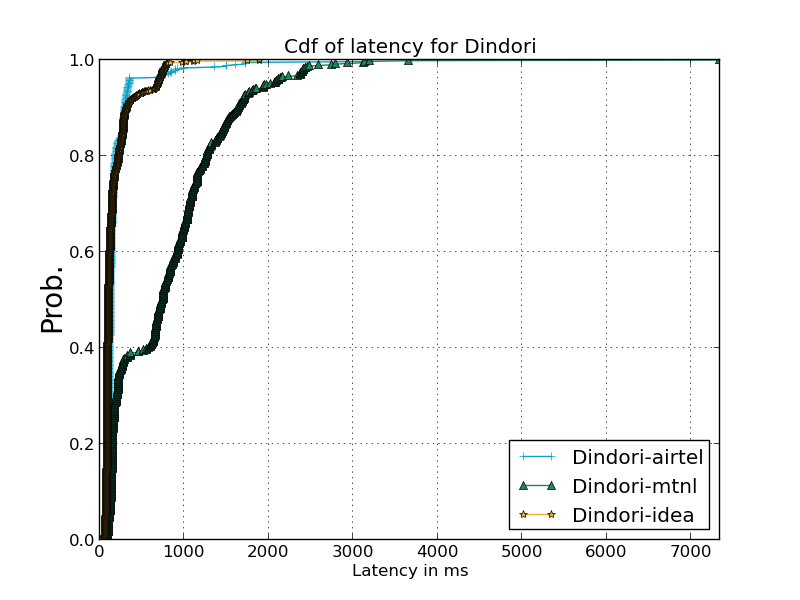 Cdf of latency for Dindori
1.0
0.8
0.6
0.4
0.2
0.0
Prob.
0 1000 2000 3000 4000 5000 6000 7000
Latency in ms
Dindori-airtel
Dindori-mtnl
Dindori-idea